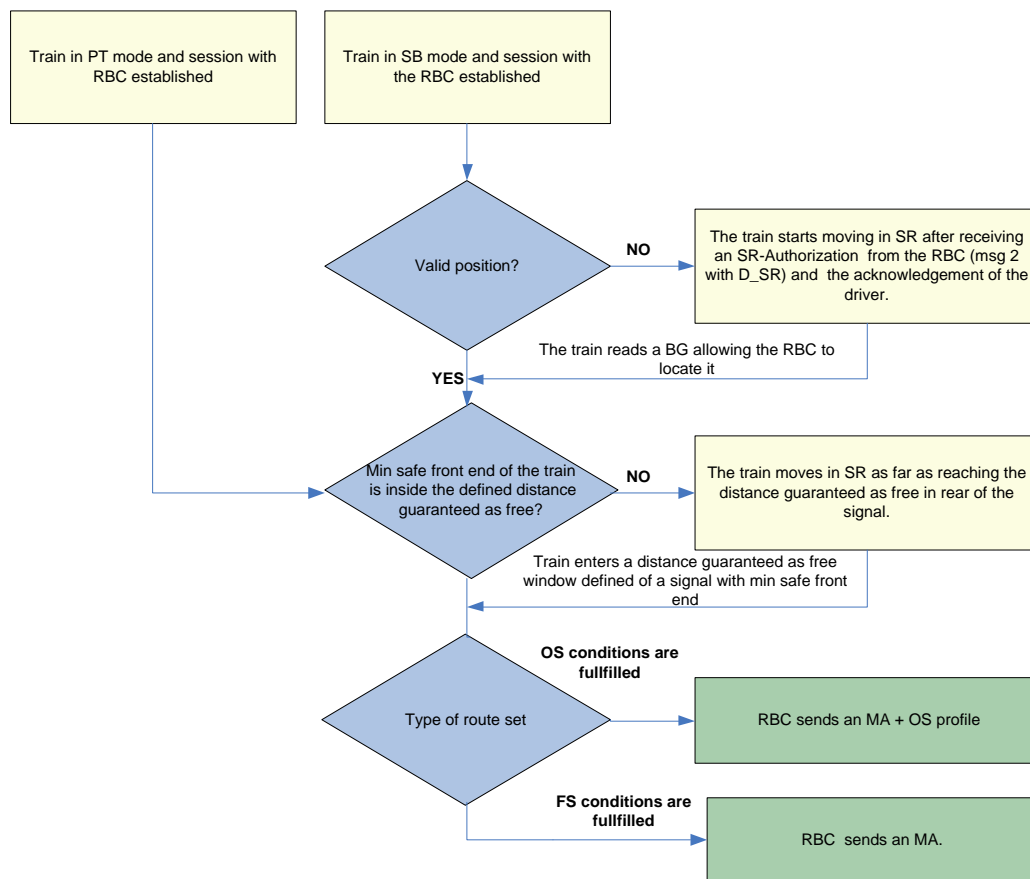 Train in PT mode and session with
RBC established
Train in SB mode and session with
the RBC established
Valid position?
NO
The train starts moving in SR after receiving
an SR-Authorization from the RBC (msg 2
with D_SR) and the acknowledgement of the
driver.
The train reads a BG allowing the RBC to
locate it
YES
Min safe front end of the train
is inside the defined distance
guaranteed as free?
NO
The train moves in SR as far as reaching the
distance guaranteed as free in rear of the
signal.
Train enters a distance guaranteed as free
window defined of a signal with min safe front
end
Type of route set
OS conditions are
fullfilled
RBC sends an MA + OS profile
FS conditions are
fullfilled
RBC sends an MA.